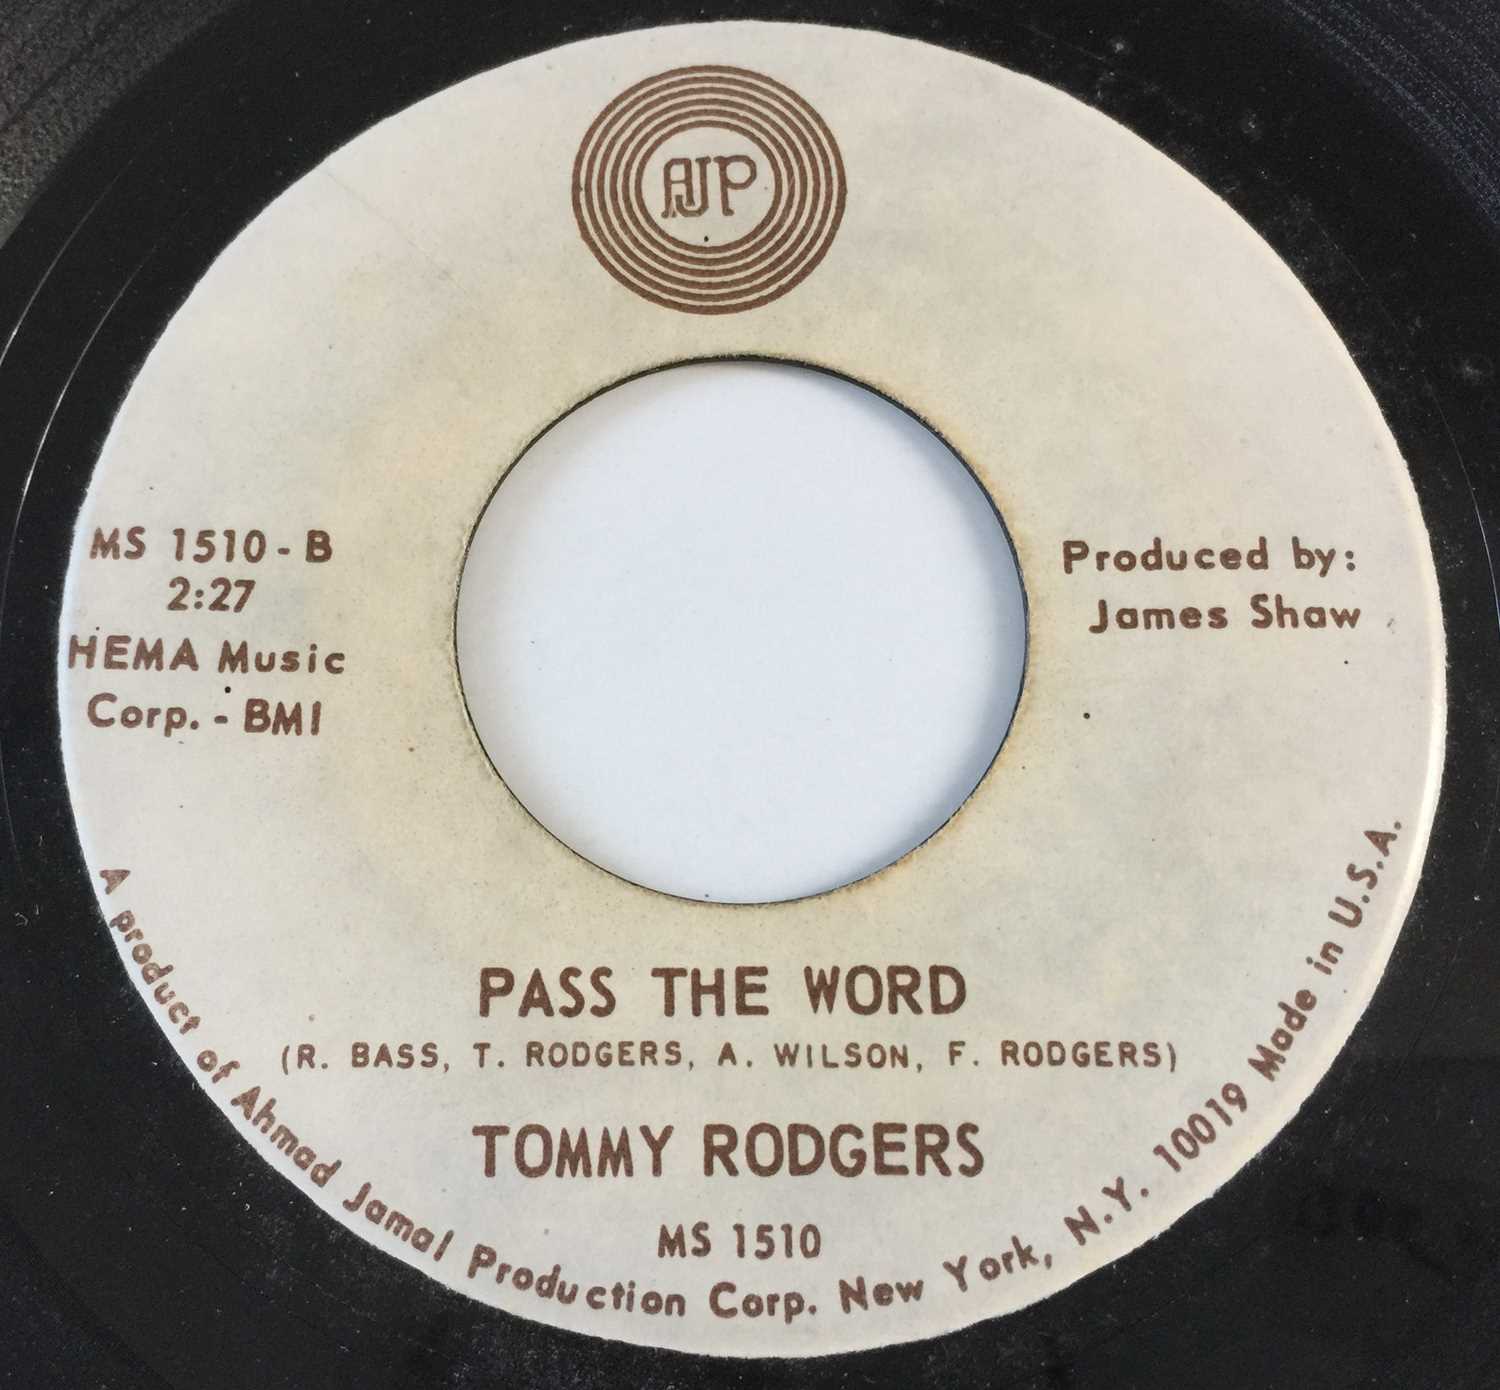 AJP
MS 1510 - B
2:27
HEMA Music
Corp. - BMI
Produced by:
James Shaw
PASS THE WORD
(R. BASS, T. RODGERS, A. WILSON, F. RODGERS)
TOMMY RODGERS
MS 1510
A product of Ahmad Jamal Production Corp. New York, N.Y. 10019 Made in U.S.A.